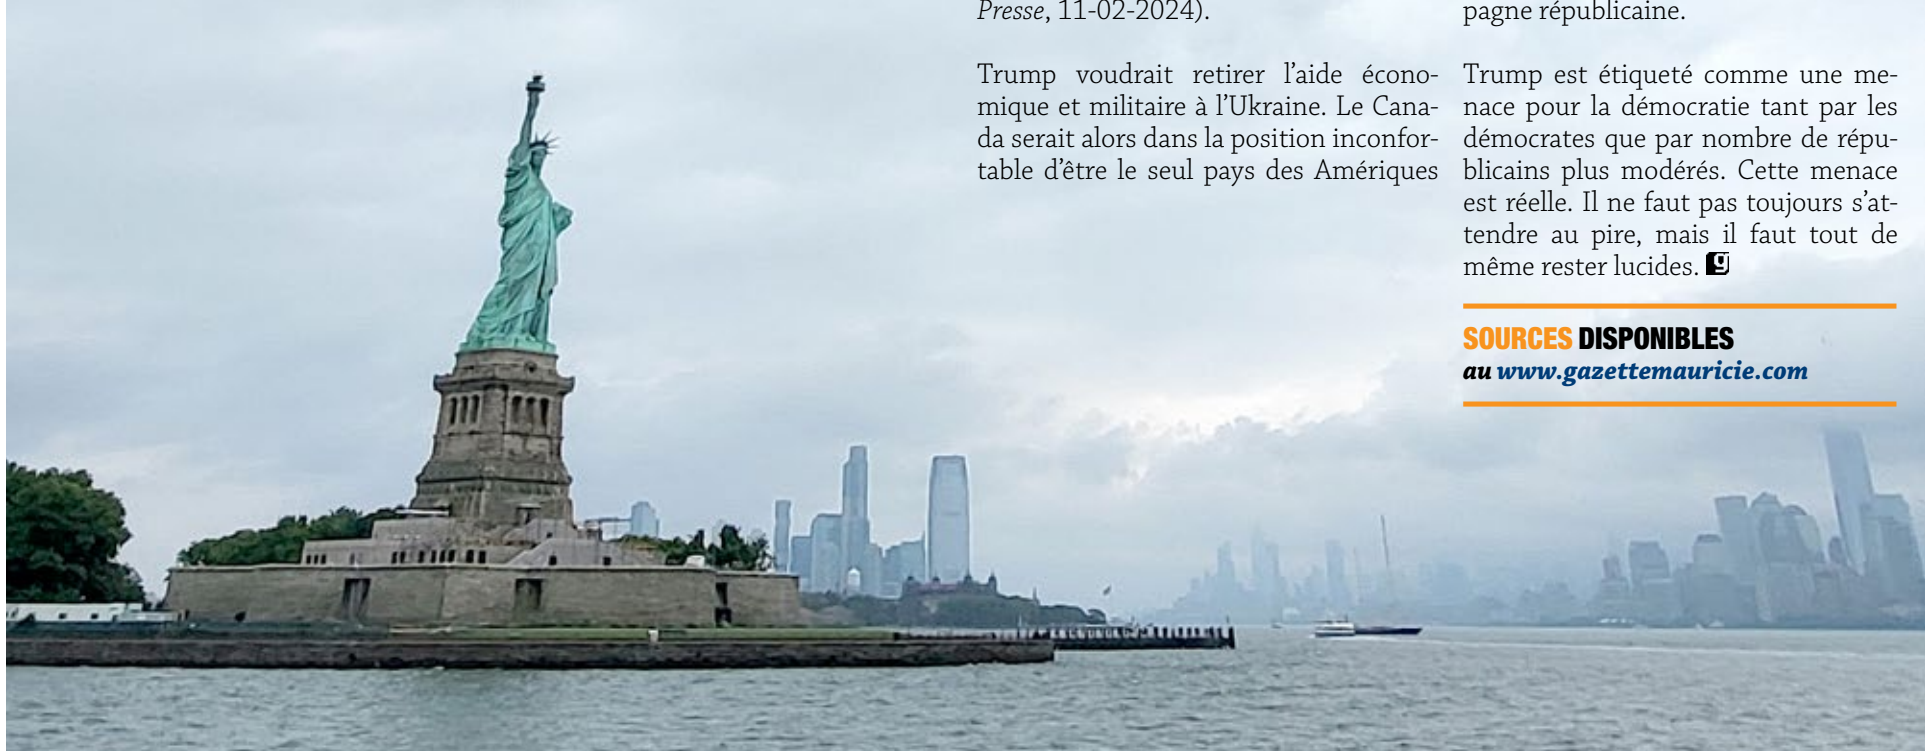 Presse, 11-02-2024).
Trump voudrait retirer l'aide écono-
mique et militaire à l'Ukraine. Le Cana-
da serait alors dans la position inconfor-
table d'être le seul pays des Amériques
pagne républicaine.
Trump est étiqueté comme une me-
nace pour la démocratie tant par les
démocrates que par nombre de répu-
blicains plus modérés. Cette menace
est réelle. Il ne faut pas toujours s'at-
tendre au pire, mais il faut tout de
même rester lucides. g
SOURCES DISPONIBLES
au www.gazettemauricie.com